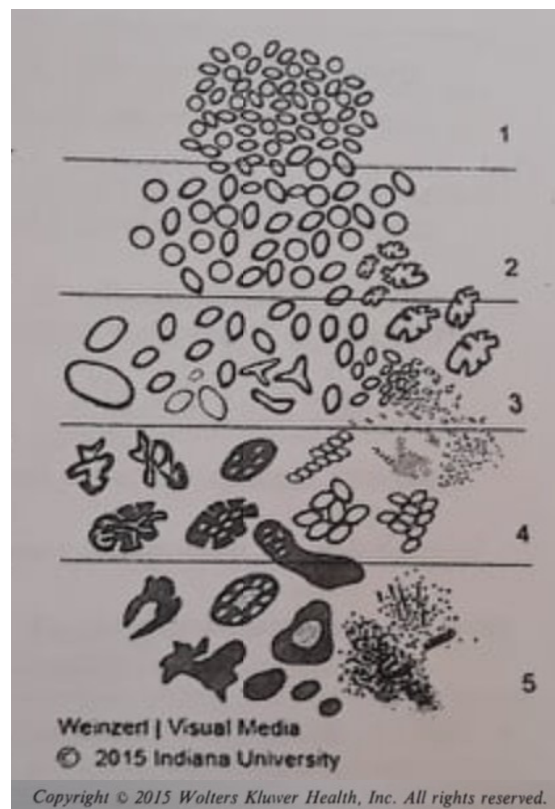 1
2
3
4
5
Weinzerl | Visual Media
© 2015 Indiana University
Copyright © 2015 Wolters Kluwer Health, Inc. All rights reserved.